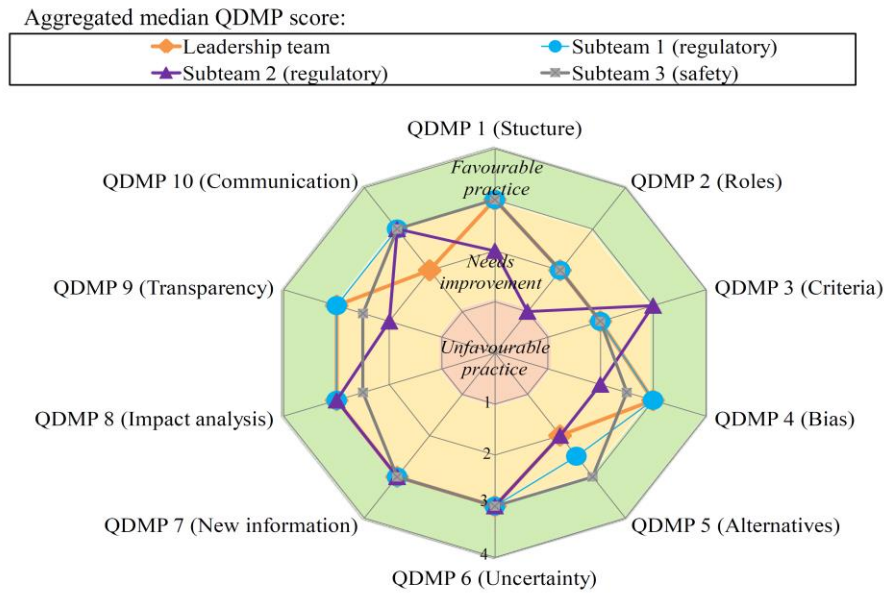 Aggregated median QDMP score:
Leadership team
Subteam 1 (regulatory)
Subteam 2 (regulatory)
Subteam 3 (safety)
QDMP 1 (Stucture)
QDMP 10 (Communication)
Favourable
practice
QDMP 2 (Roles)
Needs
improvement
QDMP 9 (Transparency)
QDMP 3 (Criteria)
Unfavourable
practice
1
QDMP 8 (Impact analysis)
QDMP 4 (Bias)
2
3
QDMP 7 (New information)
QDMP 5 (Alternatives)
4
QDMP 6 (Uncertainty)